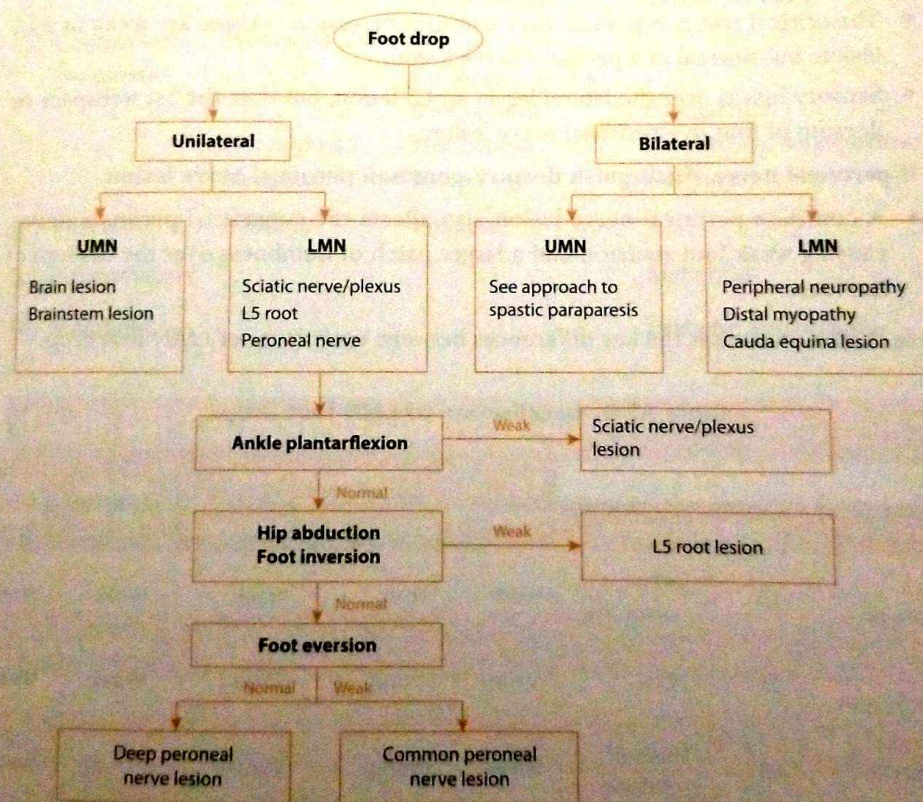 Foot drop
Unilateral
Bilateral
UMN
Brain lesion
Brainstem lesion
LMN
Sciatic nerve/plexus
L5 root
Peroneal nerve
UMN
See approach to
spastic paraparesis
LMN
Peripheral neuropathy
Distal myopathy
Cauda equina lesion
Ankle plantarflexion
Weak
Sciatic nerve/plexus
lesion
Normal
Hip abduction
Foot inversion
Weak
L5 root lesion
Normal
Foot eversion
Normal
Weak
Deep peroneal
nerve lesion
Common peroneal
nerve lesion